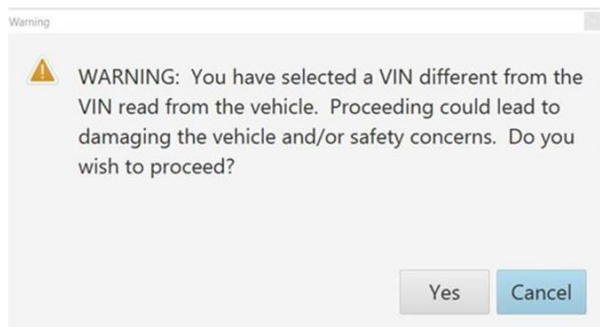 Warning
WARNING:  You have selected a VIN different from the
VIN read from the vehicle.  Proceeding could lead to
damaging the vehicle and/or safety concerns.  Do you
wish to proceed?
Yes
Cancel